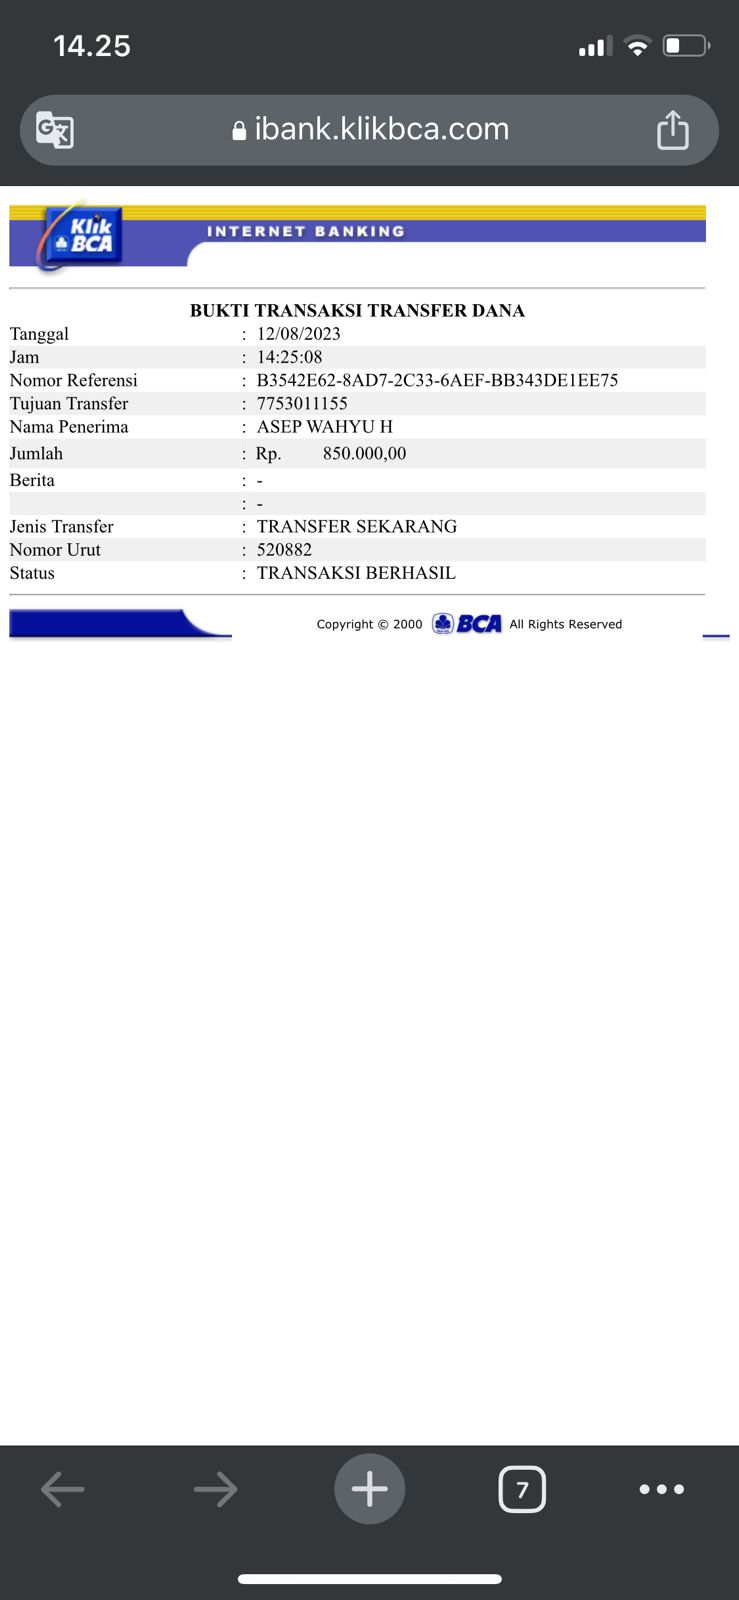 14.25
ibank.klikbca.com
Klik
BCA
INTERNET BANKING
BUKTI TRANSAKSI TRANSFER DANA
Tanggal : 12/08/2023
Jam : 14:25:08
Nomor Referensi : B3542E62-8AD7-2C33-6AEF-BB343DE1EE75
Tujuan Transfer : 7753011155
Nama Penerima : ASEP WAHYU H
Jumlah : Rp. 850.000,00
Berita : -
: -
Jenis Transfer : TRANSFER SEKARANG
Nomor Urut : 520882
Status : TRANSAKSI BERHASIL
Copyright © 2000 BCA All Rights Reserved
7